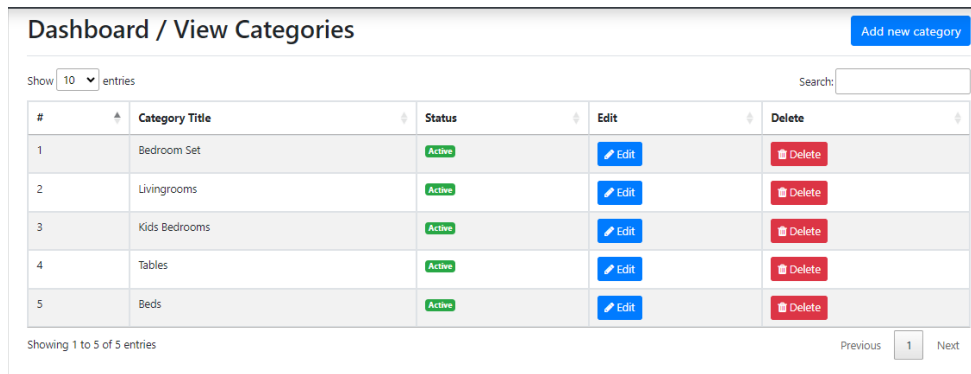 Dashboard / View Categories Add new category
Show 10 entries Search:
# Category Title Status Edit Delete
1 Bedroom Set Active Edit Delete
2 Livingrooms Active Edit Delete
3 Kids Bedrooms Active Edit Delete
4 Tables Active Edit Delete
5 Beds Active Edit Delete
Showing 1 to 5 of 5 entries Previous 1 Next